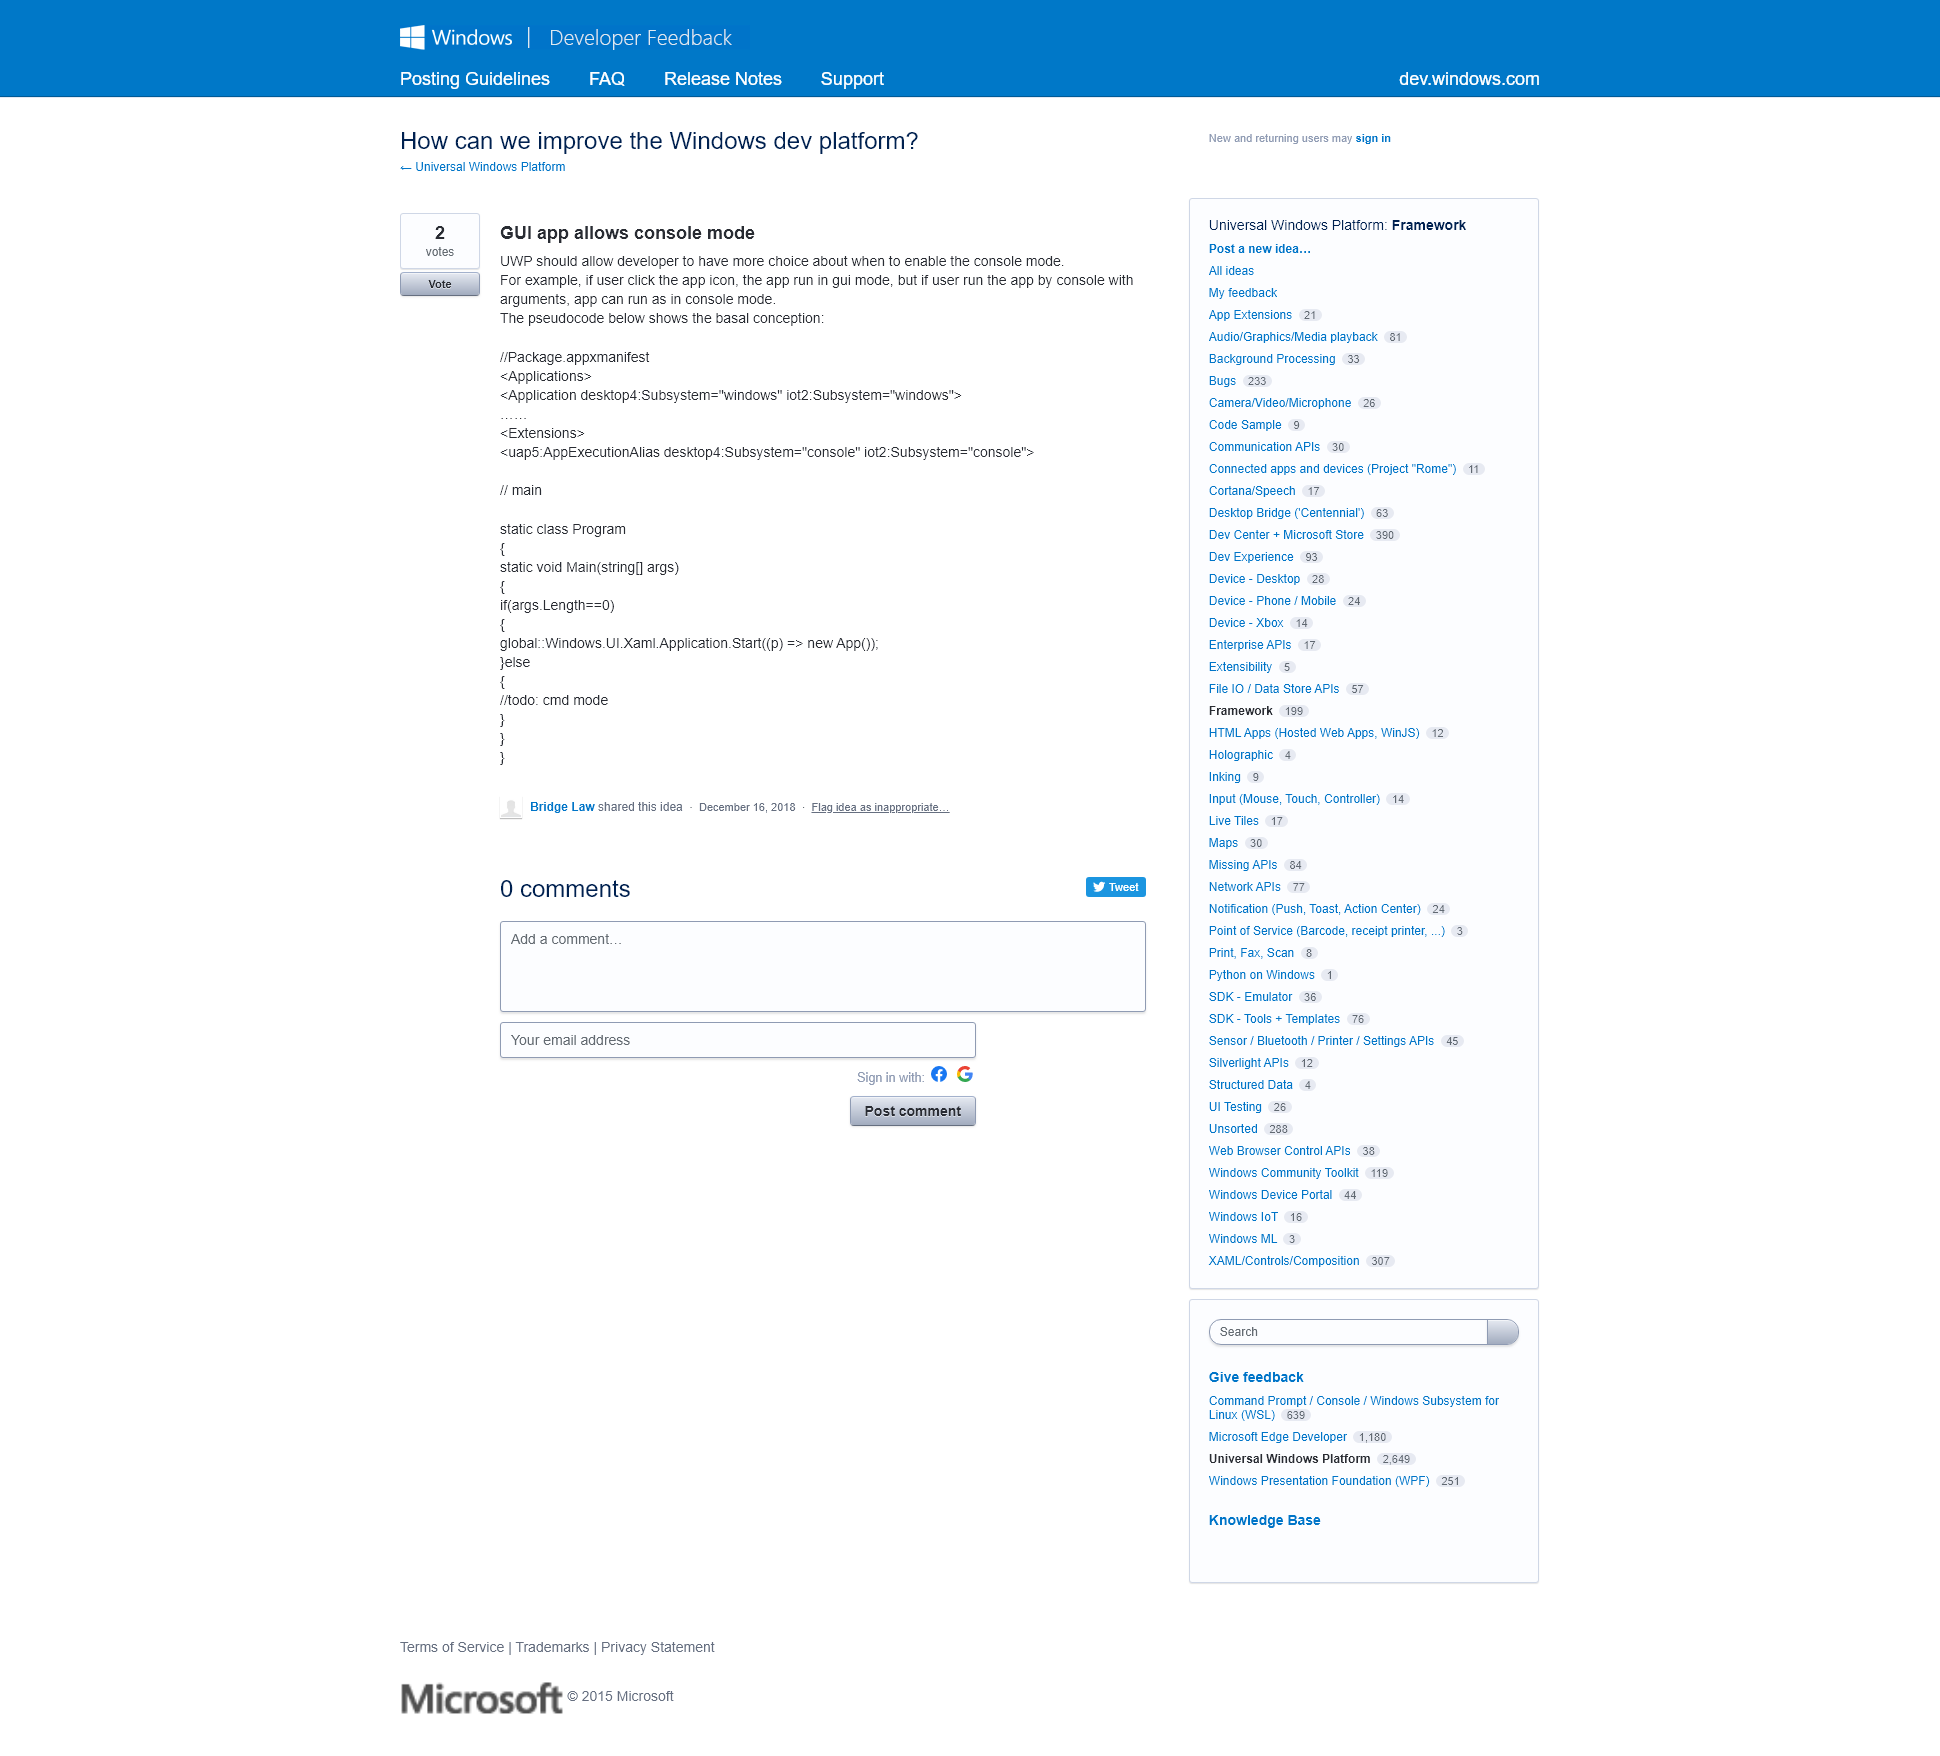 Windows | Developer Feedback
Posting Guidelines FAQ Release Notes Support dev.windows.com
How can we improve the Windows dev platform?
← Universal Windows Platform
New and returning users may sign in
2
votes
Vote
GUI app allows console mode
UWP should allow developer to have more choice about when to enable the console mode.
For example, if user click the app icon, the app run in gui mode, but if user run the app by console with
arguments, app can run as in console mode.
The pseudocode below shows the basal conception:
//Package.appxmanifest
<Applications>
<Application desktop4:Subsystem="windows" iot2:Subsystem="windows">
……
<Extensions>
<uap5:AppExecutionAlias desktop4:Subsystem="console" iot2:Subsystem="console">
// main
static class Program
{
static void Main(string[] args)
{
if(args.Length==0)
{
global::Windows.UI.Xaml.Application.Start((p) => new App());
}else
{
//todo: cmd mode
}
}
}
Bridge Law shared this idea · December 16, 2018 · Flag idea as inappropriate…
0 comments
Tweet
Add a comment…
Your email address
Sign in with:
Post comment
Universal Windows Platform: Framework
Post a new idea…
All ideas
My feedback
App Extensions 21
Audio/Graphics/Media playback 81
Background Processing 33
Bugs 233
Camera/Video/Microphone 26
Code Sample 9
Communication APIs 30
Connected apps and devices (Project "Rome") 11
Cortana/Speech 17
Desktop Bridge ('Centennial') 63
Dev Center + Microsoft Store 390
Dev Experience 93
Device - Desktop 28
Device - Phone / Mobile 24
Device - Xbox 14
Enterprise APIs 17
Extensibility 5
File IO / Data Store APIs 57
Framework 199
HTML Apps (Hosted Web Apps, WinJS) 12
Holographic 4
Inking 9
Input (Mouse, Touch, Controller) 14
Live Tiles 17
Maps 30
Missing APIs 84
Network APIs 77
Notification (Push, Toast, Action Center) 24
Point of Service (Barcode, receipt printer, ...) 3
Print, Fax, Scan 8
Python on Windows 1
SDK - Emulator 36
SDK - Tools + Templates 76
Sensor / Bluetooth / Printer / Settings APIs 45
Silverlight APIs 12
Structured Data 4
UI Testing 26
Unsorted 288
Web Browser Control APIs 38
Windows Community Toolkit 119
Windows Device Portal 44
Windows IoT 16
Windows ML 3
XAML/Controls/Composition 307
Search
Give feedback
Command Prompt / Console / Windows Subsystem for
Linux (WSL) 639
Microsoft Edge Developer 1,180
Universal Windows Platform 2,649
Windows Presentation Foundation (WPF) 251
Knowledge Base
Terms of Service | Trademarks | Privacy Statement
Microsoft © 2015 Microsoft